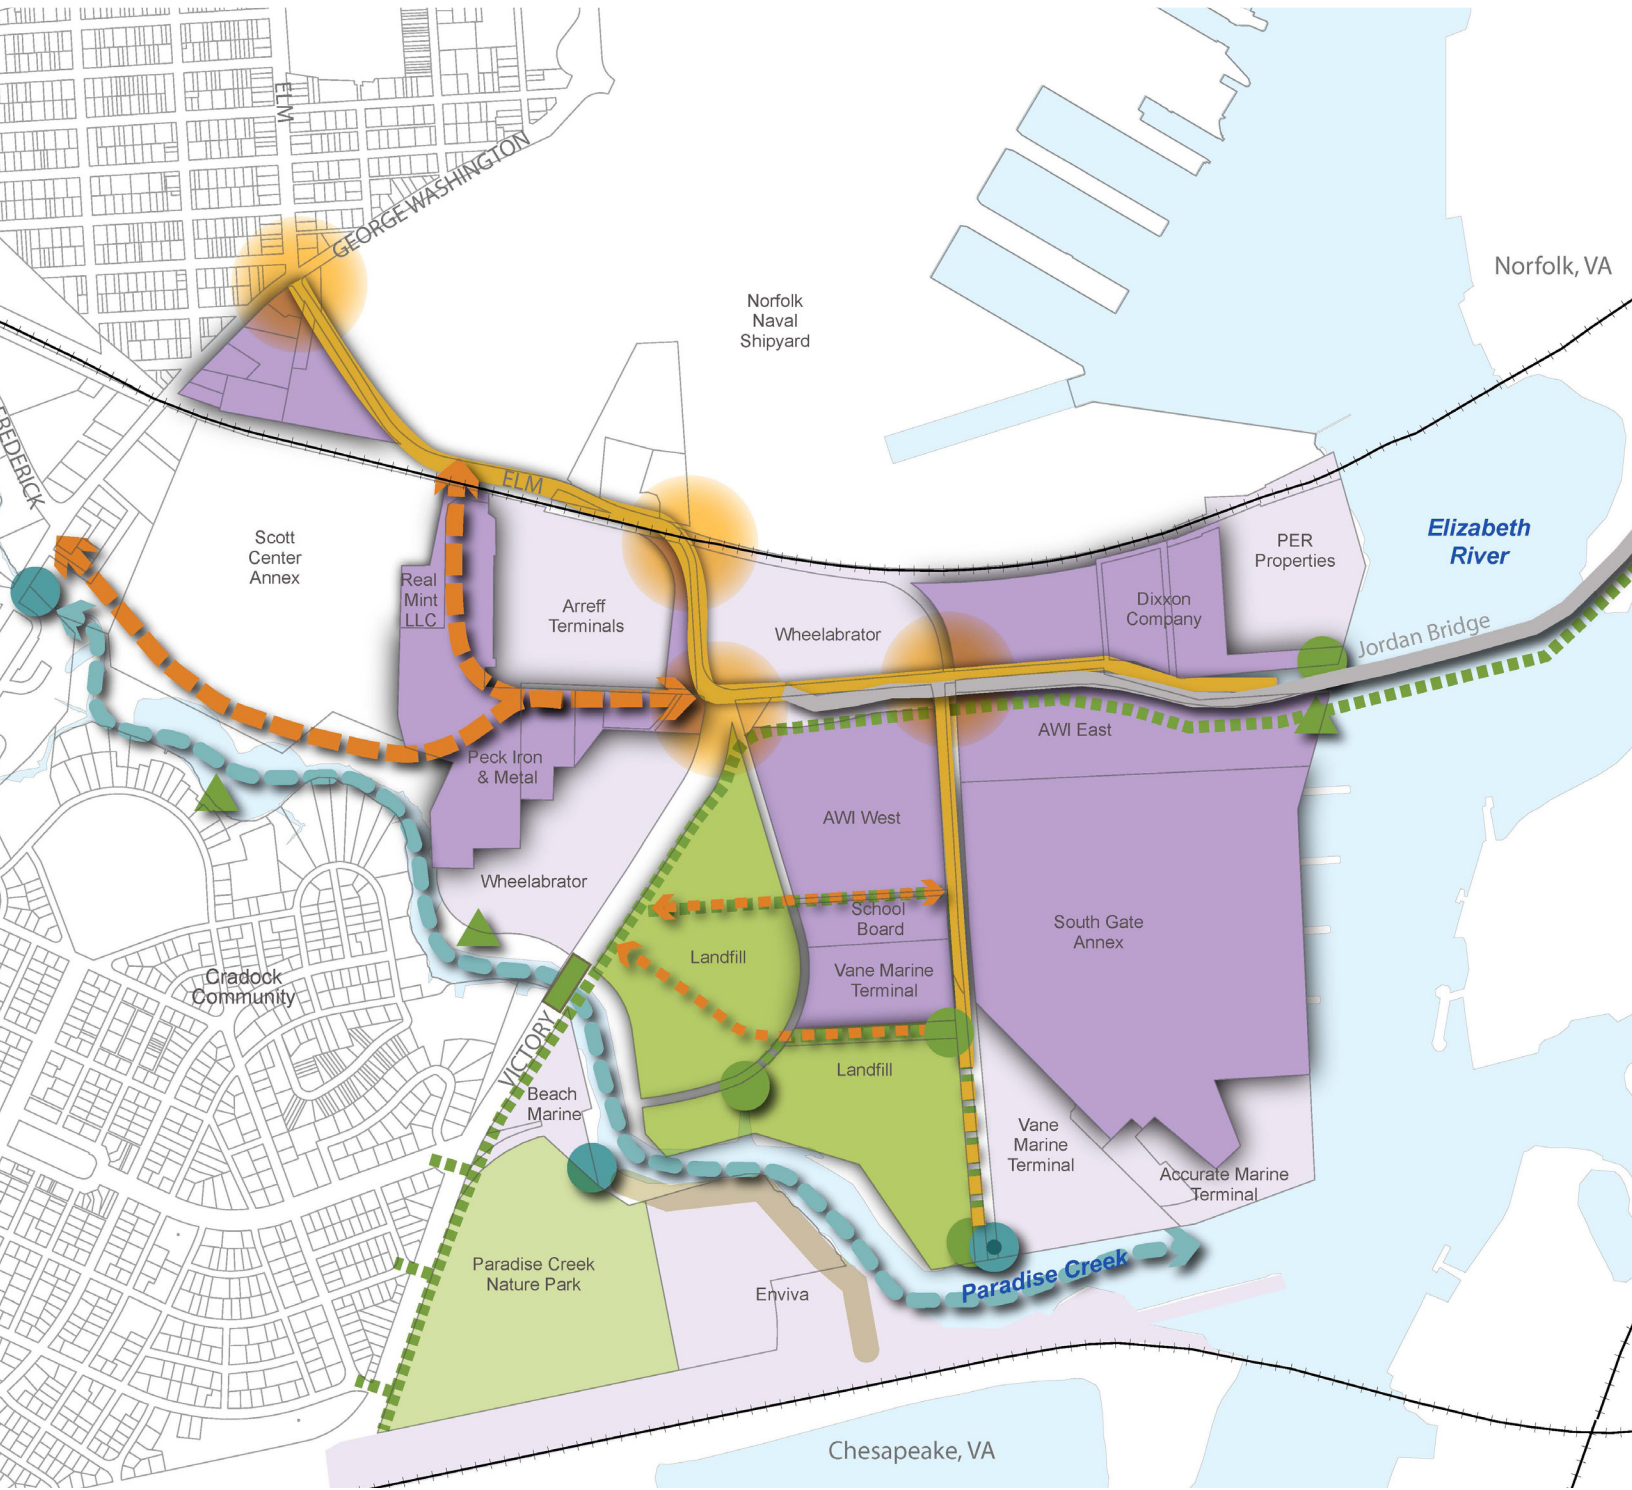 ELM
GEORGE WASHINGTON
Norfolk, VA
Norfolk
Naval
Shipyard
FREDERICK
ELM
Scott
Center
Annex
Real
Mint
LLC
Arreff
Terminals
Wheelabrator
Dixxon
Company
PER
Properties
Elizabeth
River
Jordan Bridge
AWI East
Peck Iron
& Metal
AWI West
Wheelabrator
School
Board
South Gate
Annex
Landfill
Vane Marine
Terminal
Cradock
Community
VICTORY
Landfill
Beach
Marine
Vane
Marine
Terminal
Accurate Marine
Terminal
Paradise Creek
Nature Park
Enviva
Paradise Creek
Chesapeake, VA